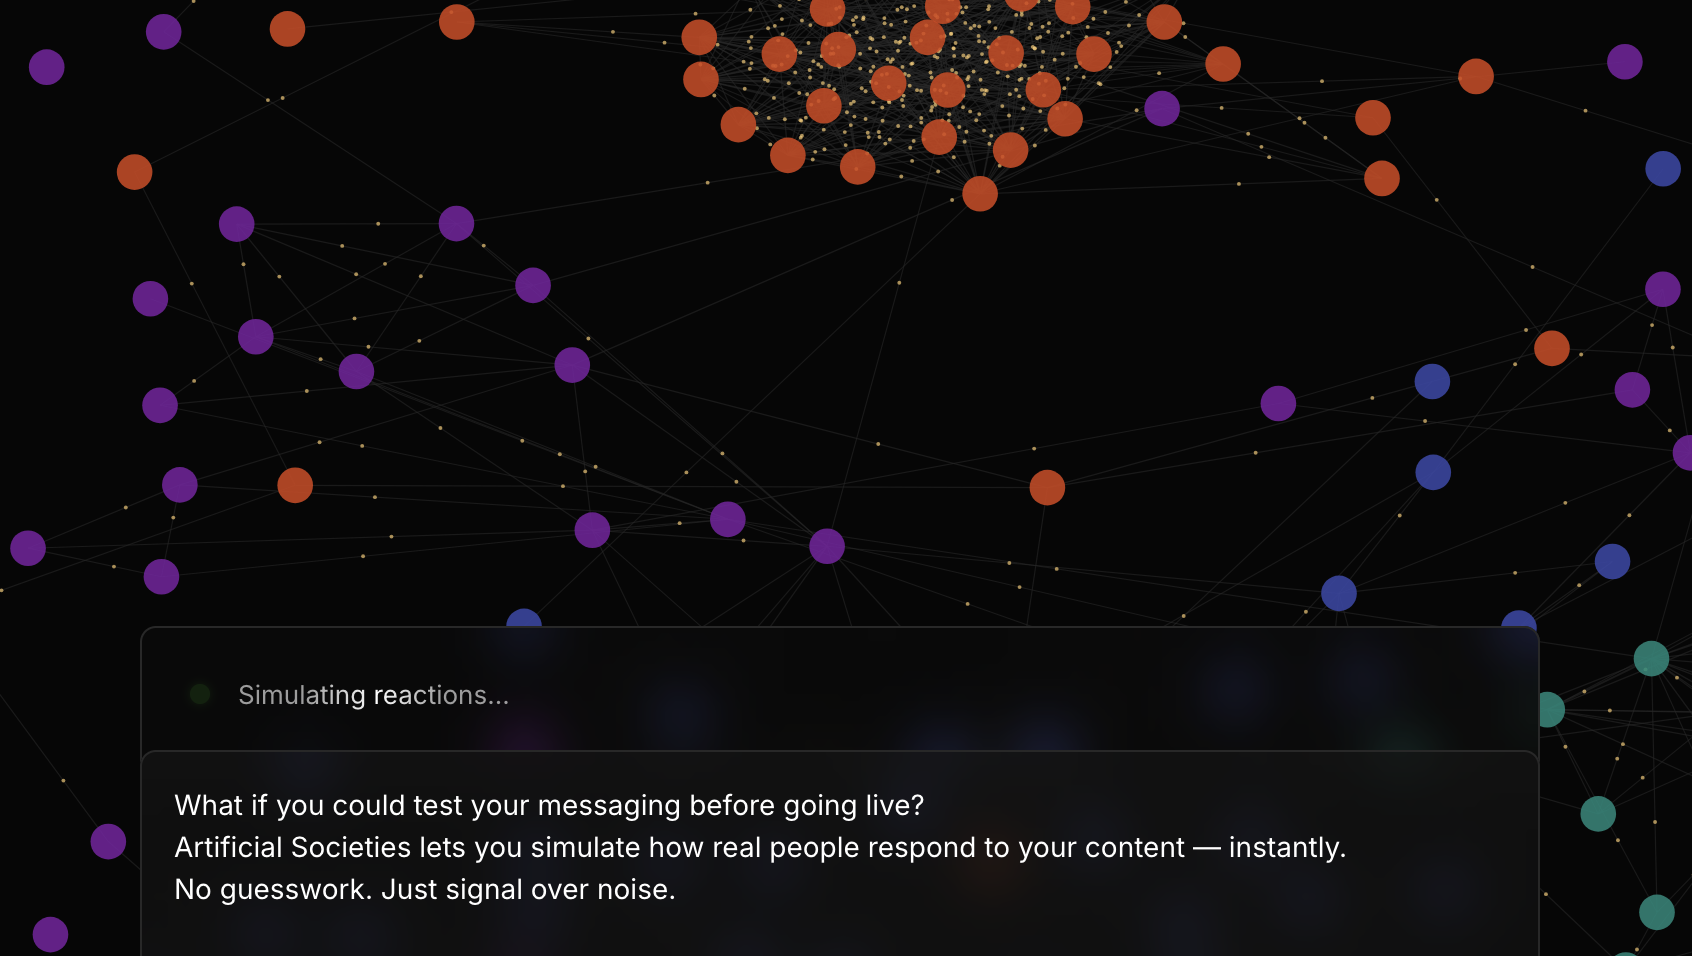 Simulating reactions...
What if you could test your messaging before going live?
Artificial Societies lets you simulate how real people respond to your content — instantly.
No guesswork. Just signal over noise.